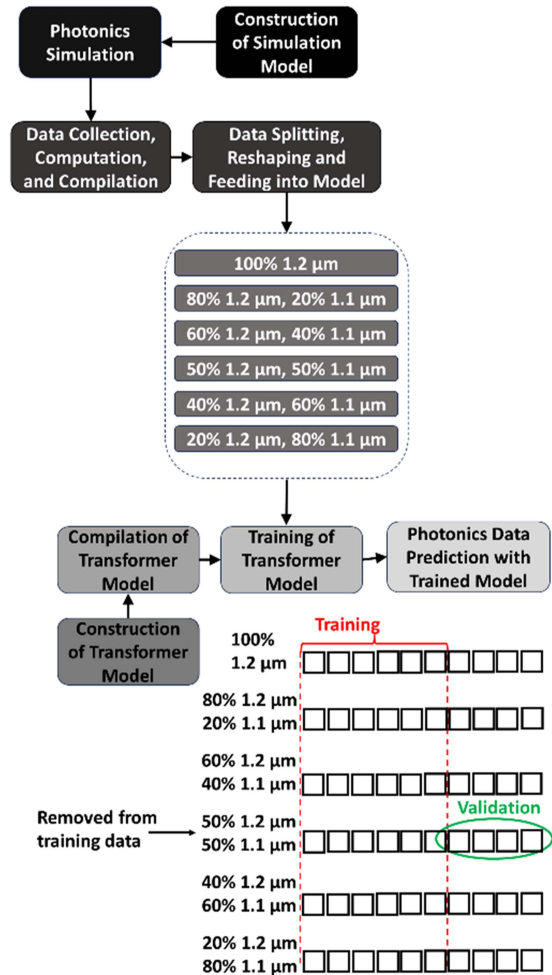 Photonics
Simulation
Construction
of Simulation
Model
Data Collection,
Computation,
and Compilation
Data Splitting,
Reshaping and
Feeding into Model
100% 1.2 μm
80% 1.2 μm, 20% 1.1 μm
60% 1.2 μm, 40% 1.1 μm
50% 1.2 μm, 50% 1.1 μm
40% 1.2 μm, 60% 1.1 μm
20% 1.2 μm, 80% 1.1 μm
Compilation of
Transformer
Model
Training of
Transformer
Model
Photonics Data
Prediction with
Trained Model
Construction
of Transformer
Model
Training
100%
1.2 μm
80% 1.2 μm
20% 1.1 μm
60% 1.2 μm
40% 1.1 μm
Validation
Removed from
training data
50% 1.2 μm
50% 1.1 μm
40% 1.2 μm
60% 1.1 μm
20% 1.2 μm
80% 1.1 μm